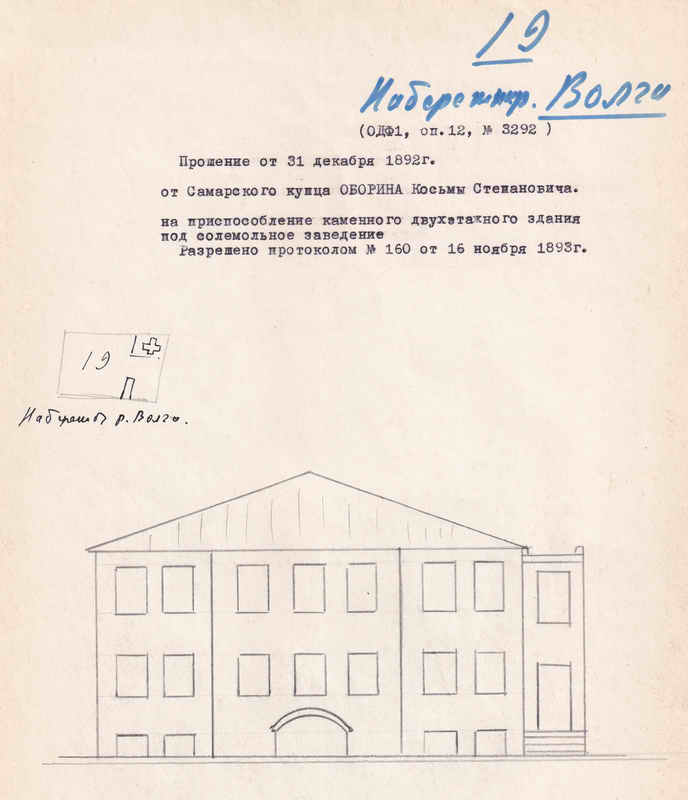 19
Набережн. р. Волги
(ОДФ1, оп.12, № 3292 )
Прошение от 31 декабря 1892г.
от Самарского купца ОБОРИНА Косьмы Степановича.
на приспособление каменного двухэтажного здания
под солемольное заведение
Разрешено протоколом № 160 от 16 ноября 1893г.
19
р. Волги.